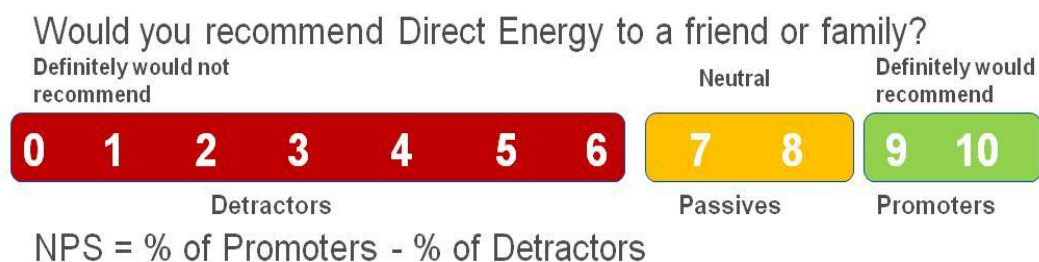 Would you recommend Direct Energy to a friend or family?
Definitely would not recommend
Neutral
Definitely would recommend
0 1 2 3 4 5 6 7 8 9 10
Detractors Passives Promoters
NPS = % of Promoters - % of Detractors